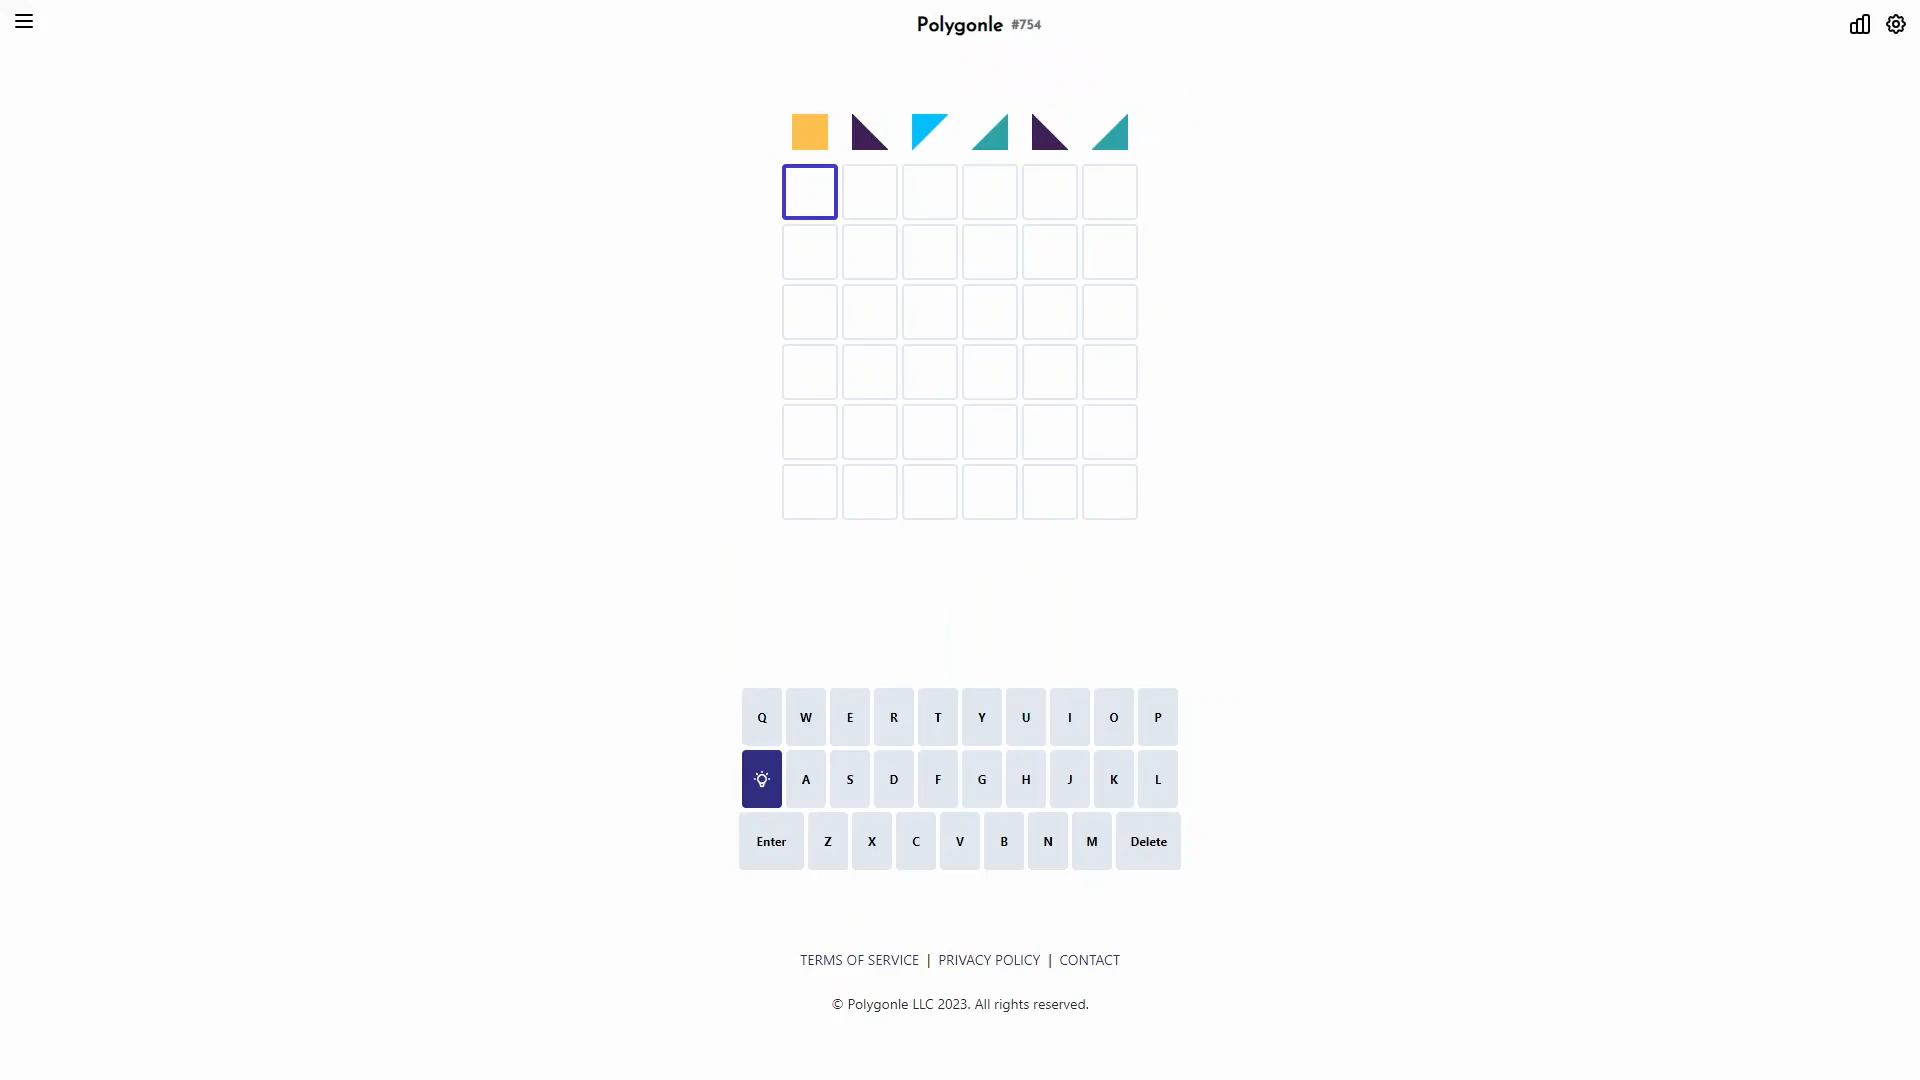 Polygonle #754
Q W E R T Y U I O P
A S D F G H J K L
Enter Z X C V B N M Delete
TERMS OF SERVICE | PRIVACY POLICY | CONTACT
© Polygonle LLC 2023. All rights reserved.